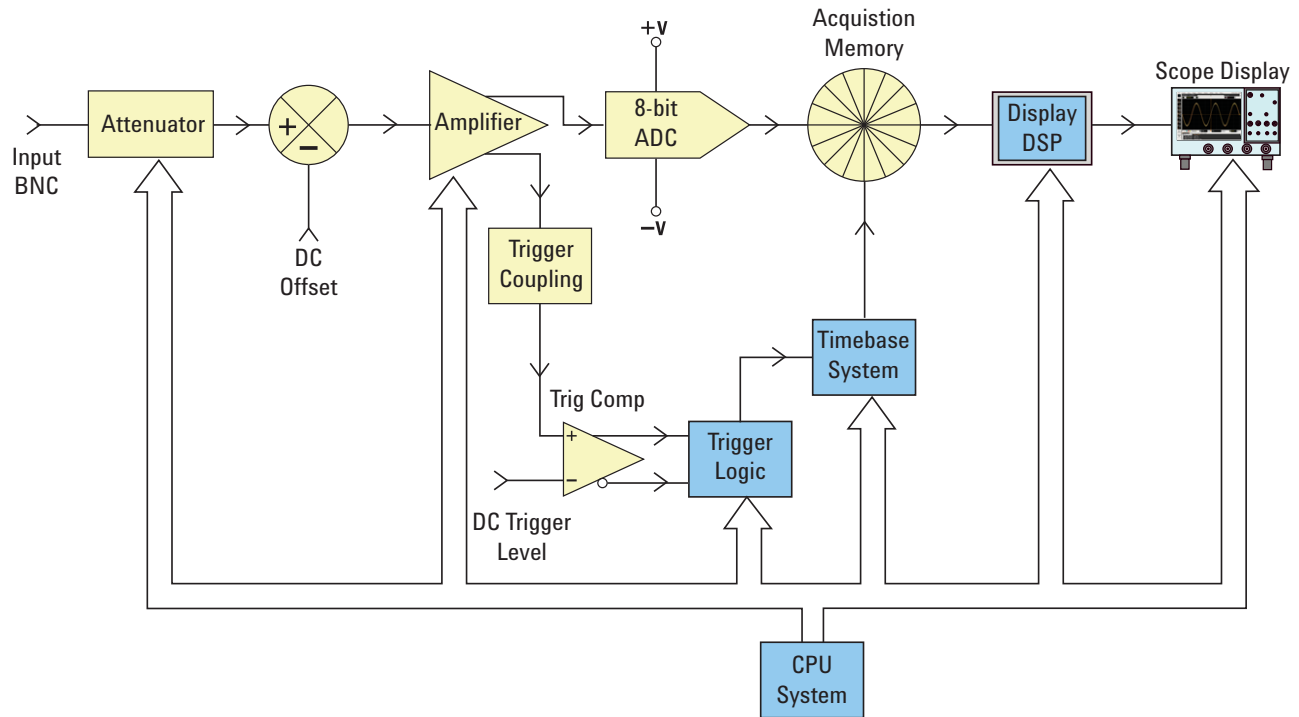 Input
BNC
Attenuator
+
−
DC
Offset
Amplifier
+V
8-bit
ADC
−V
Acquistion
Memory
Display
DSP
Scope Display
Trigger
Coupling
Timebase
System
Trig Comp
+
−
DC Trigger
Level
Trigger
Logic
CPU
System